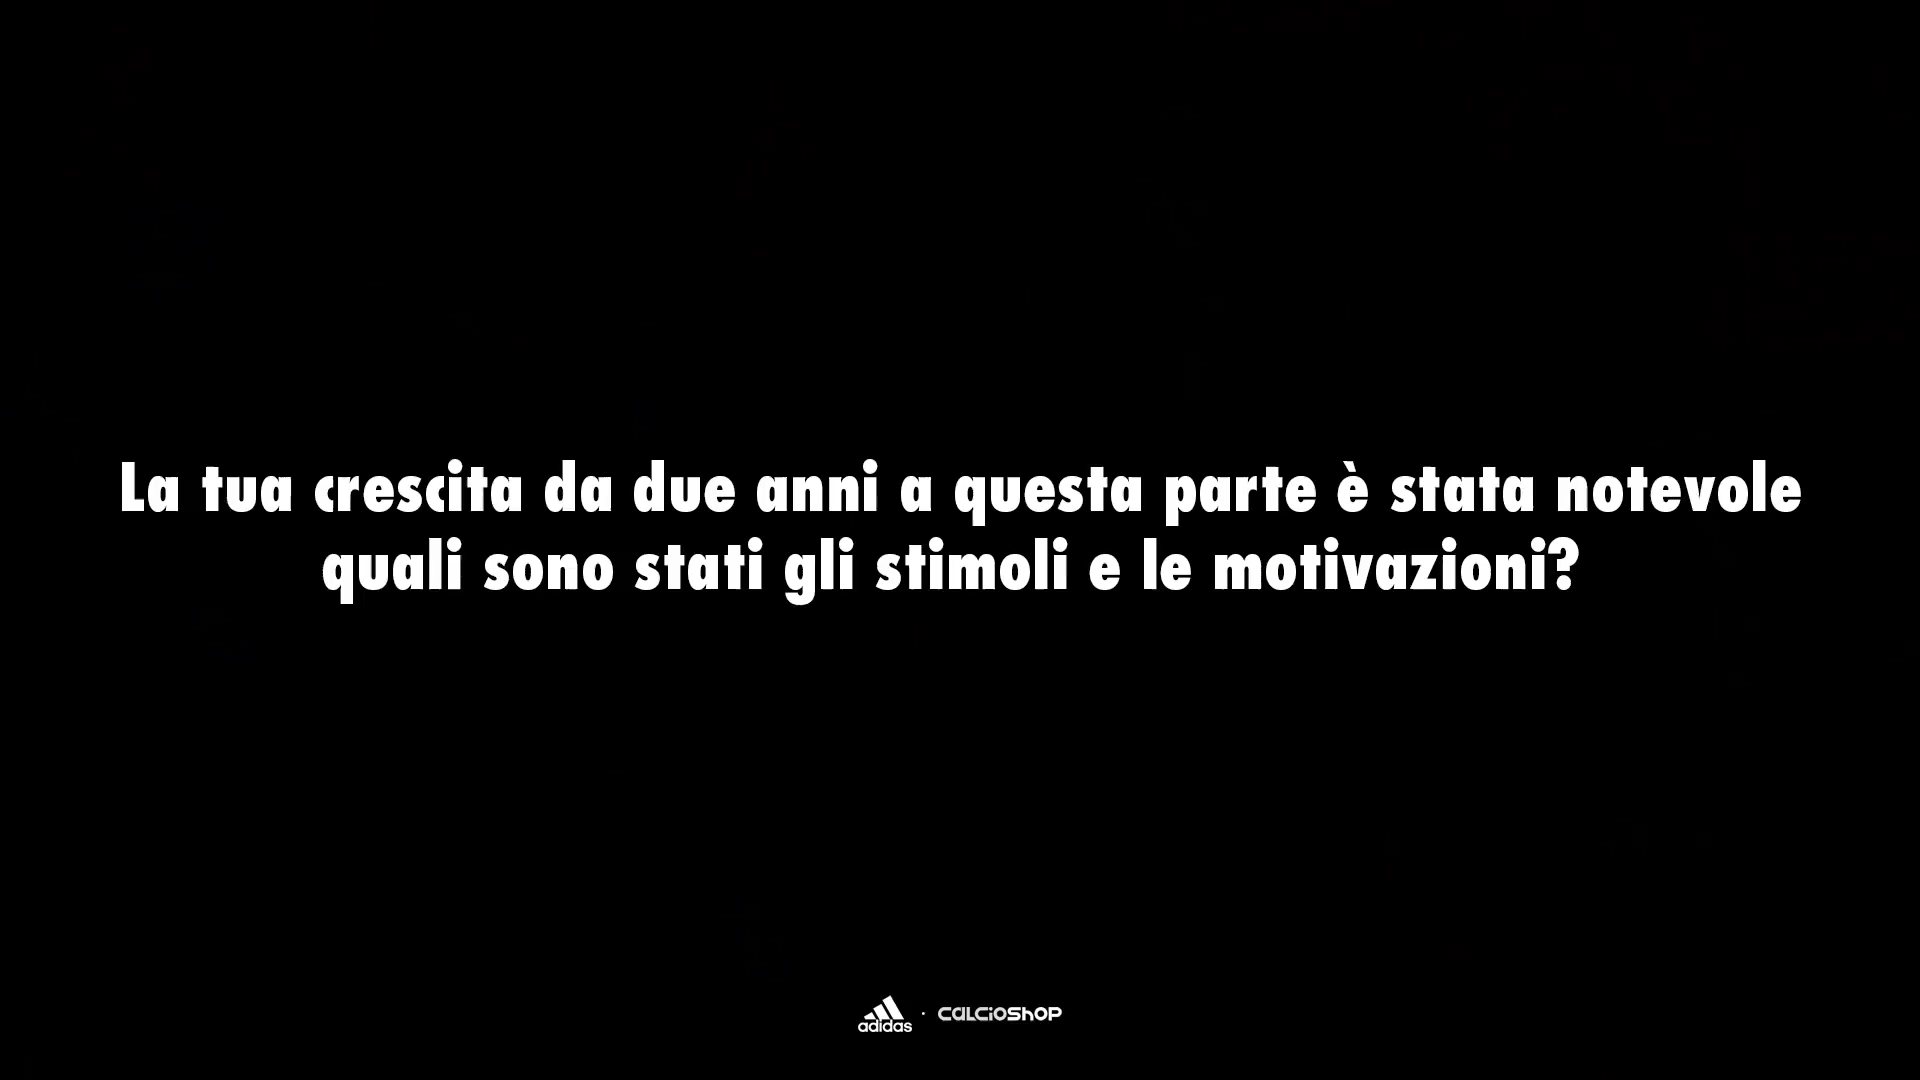 La tua crescita da due anni a questa parte è stata notevole
quali sono stati gli stimoli e le motivazioni?
adidas · CALCIOSHOP